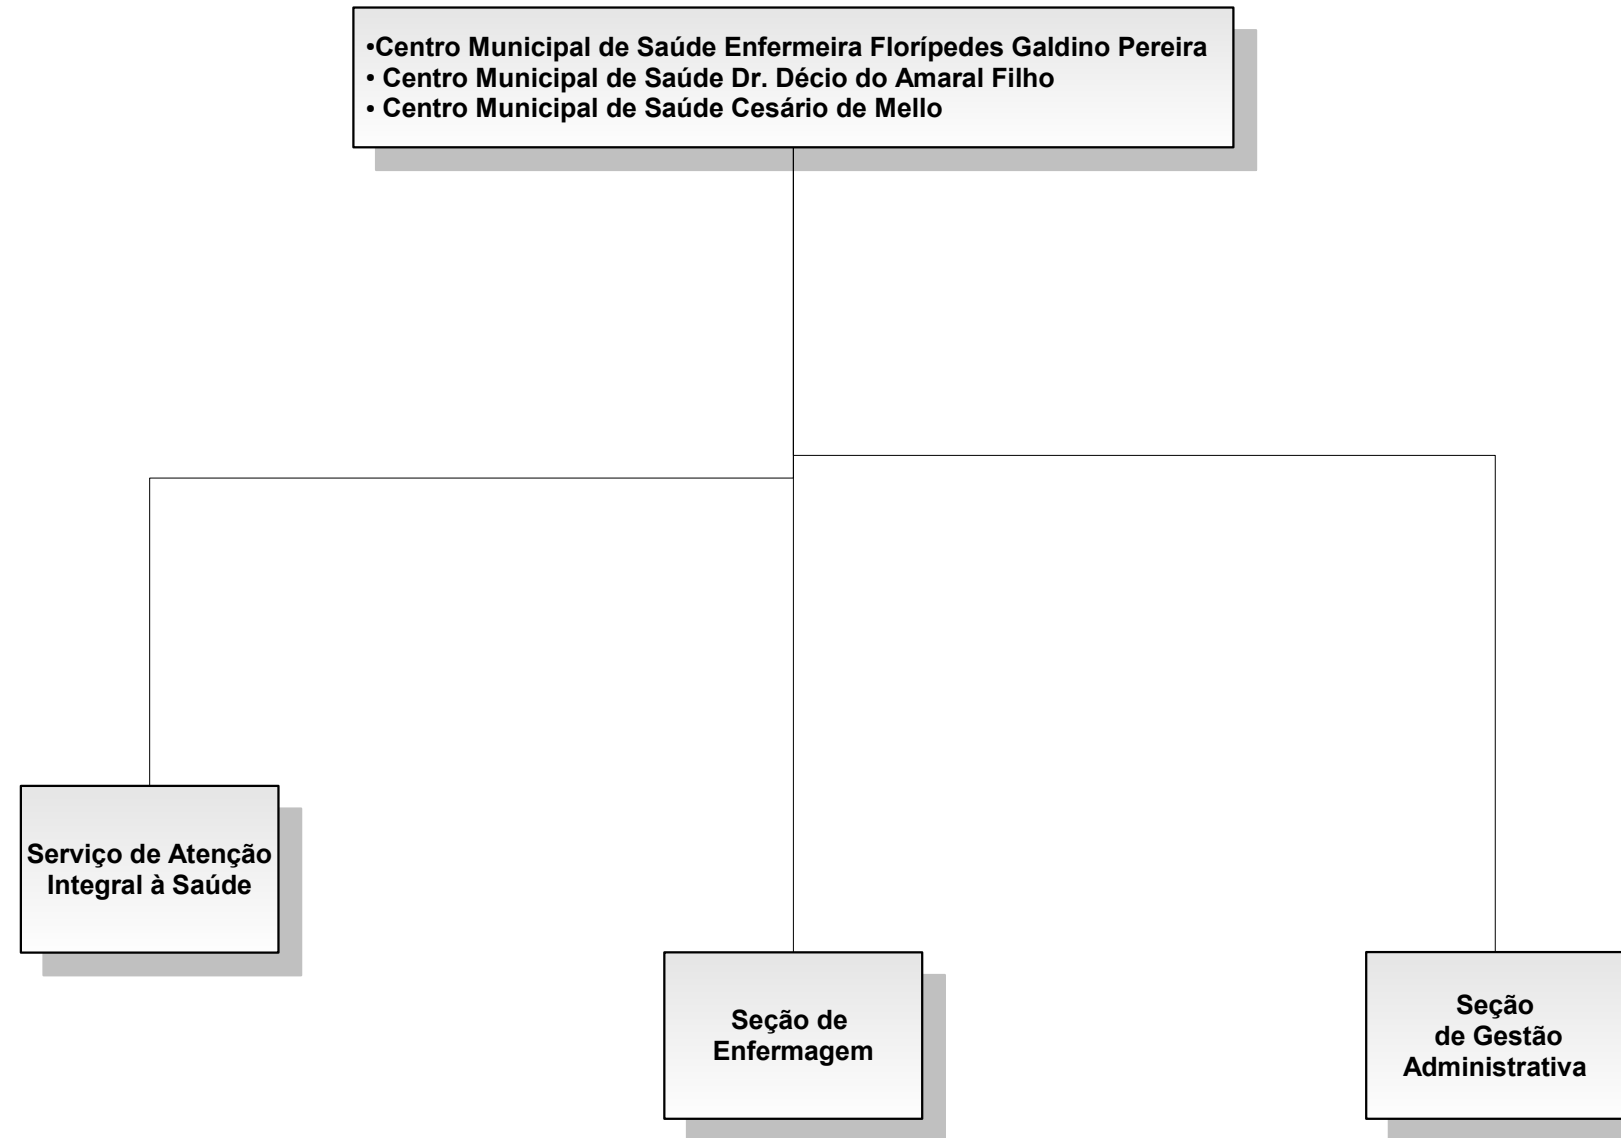 •Centro Municipal de Saúde Enfermeira Florípedes Galdino Pereira
• Centro Municipal de Saúde Dr. Décio do Amaral Filho
• Centro Municipal de Saúde Cesário de Mello
Serviço de Atenção
Integral à Saúde
Seção de
Enfermagem
Seção
de Gestão
Administrativa